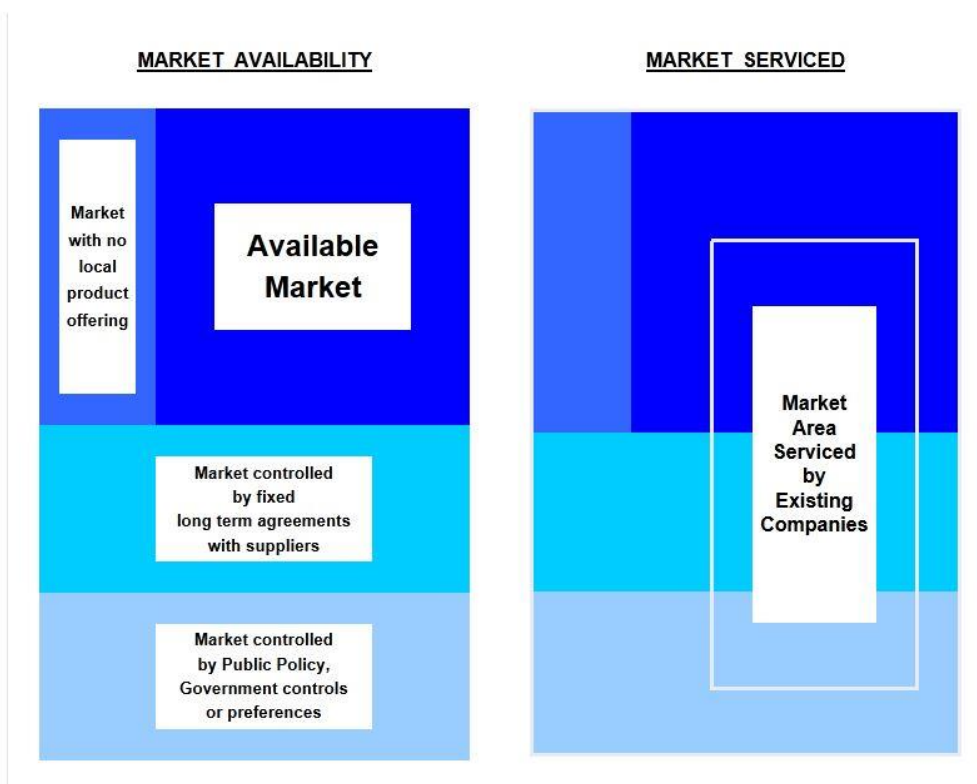 MARKET AVAILABILITY
Market
with no
local
product
offering
Available
Market
Market controlled
by fixed
long term agreements
with suppliers
Market controlled
by Public Policy,
Government controls
or preferences
MARKET SERVICED
Market
Area
Serviced
by
Existing
Companies